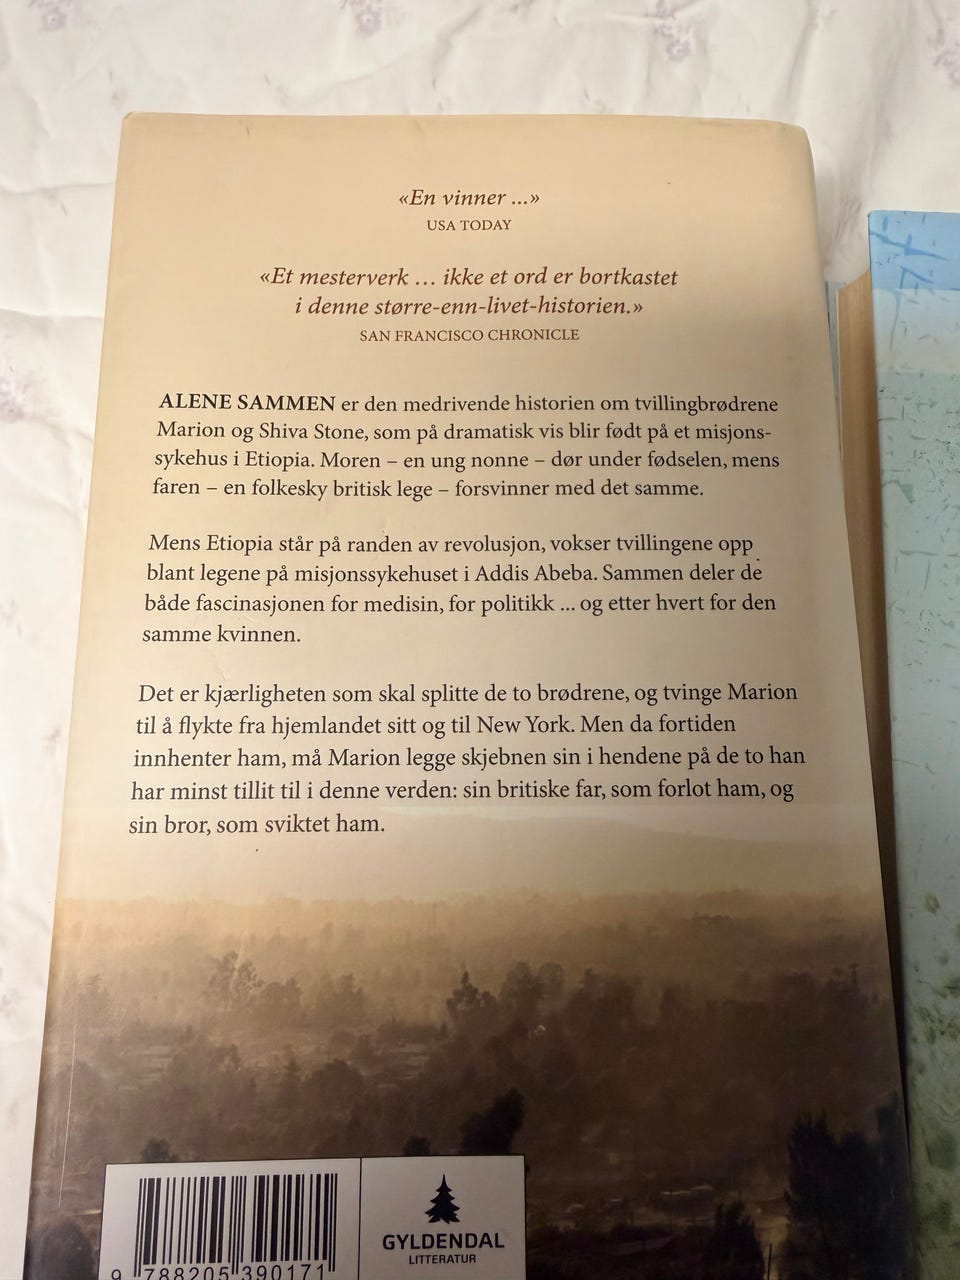 «En vinner ...»
USA TODAY
«Et mesterverk ... ikke et ord er bortkastet
i denne større-enn-livet-historien.»
SAN FRANCISCO CHRONICLE
ALENE SAMMEN er den medrivende historien om tvillingbrødrene
Marion og Shiva Stone, som på dramatisk vis blir født på et misjons-
sykehus i Etiopia. Moren – en ung nonne – dør under fødselen, mens
faren – en folkesky britisk lege – forsvinner med det samme.
Mens Etiopia står på randen av revolusjon, vokser tvillingene opp
blant legene på misjonssykehuset i Addis Abeba. Sammen deler de
både fascinasjonen for medisin, for politikk ... og etter hvert for den
samme kvinnen.
Det er kjærligheten som skal splitte de to brødrene, og tvinge Marion
til å flykte fra hjemlandet sitt og til New York. Men da fortiden
innhenter ham, må Marion legge skjebnen sin i hendene på de to han
har minst tillit til i denne verden: sin britiske far, som forlot ham, og
sin bror, som sviktet ham.
GYLDENDAL
LITTERATUR
9 788205 390171